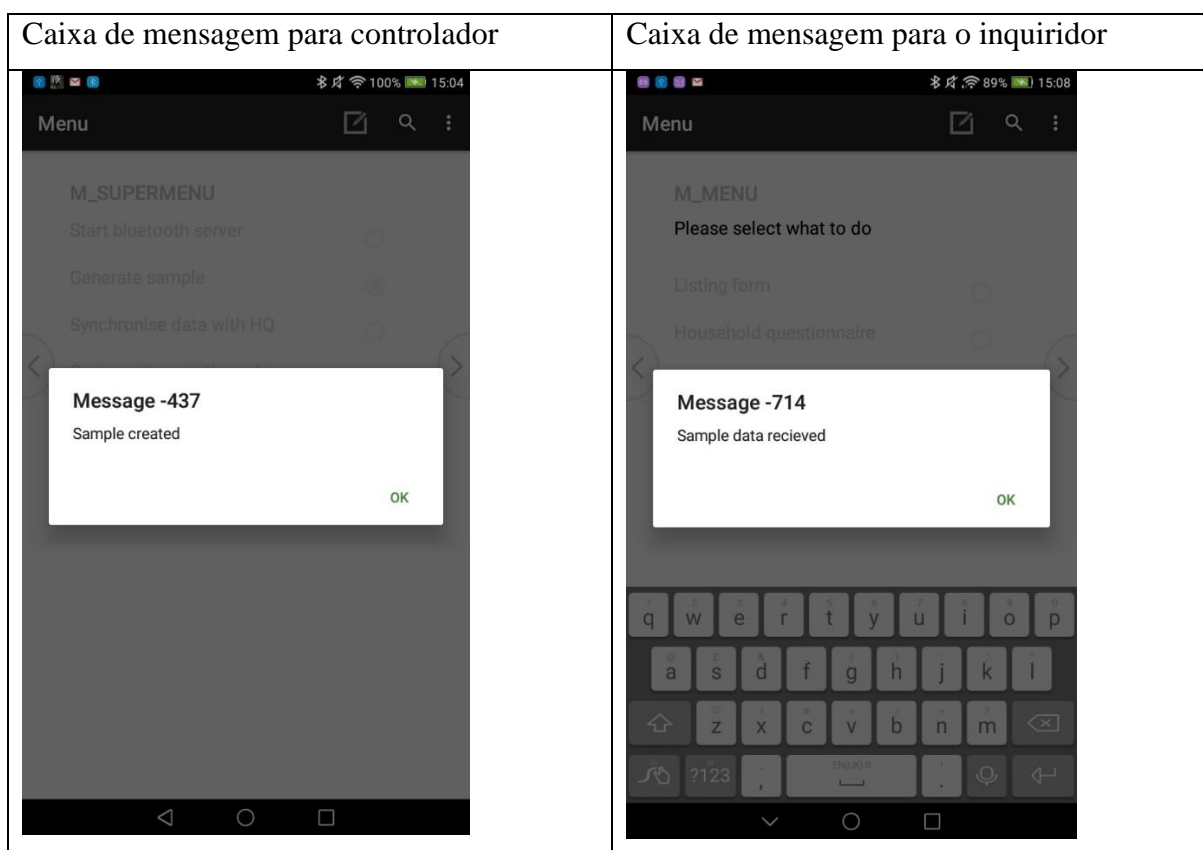 Caixa de mensagem para controlador
Caixa de mensagem para o inquiridor
100% 15:04
Menu
M_SUPERMENU
Start bluetooth server
Generate sample
Synchronise data with HQ
Message -437
Sample created
OK
89% 15:08
Menu
M_MENU
Please select what to do
Listing form
Household questionnaire
Message -714
Sample data recieved
OK
q w e r t y u i o p
a s d f g h j k l
z x c v b n m
?123 , EN(UK) .